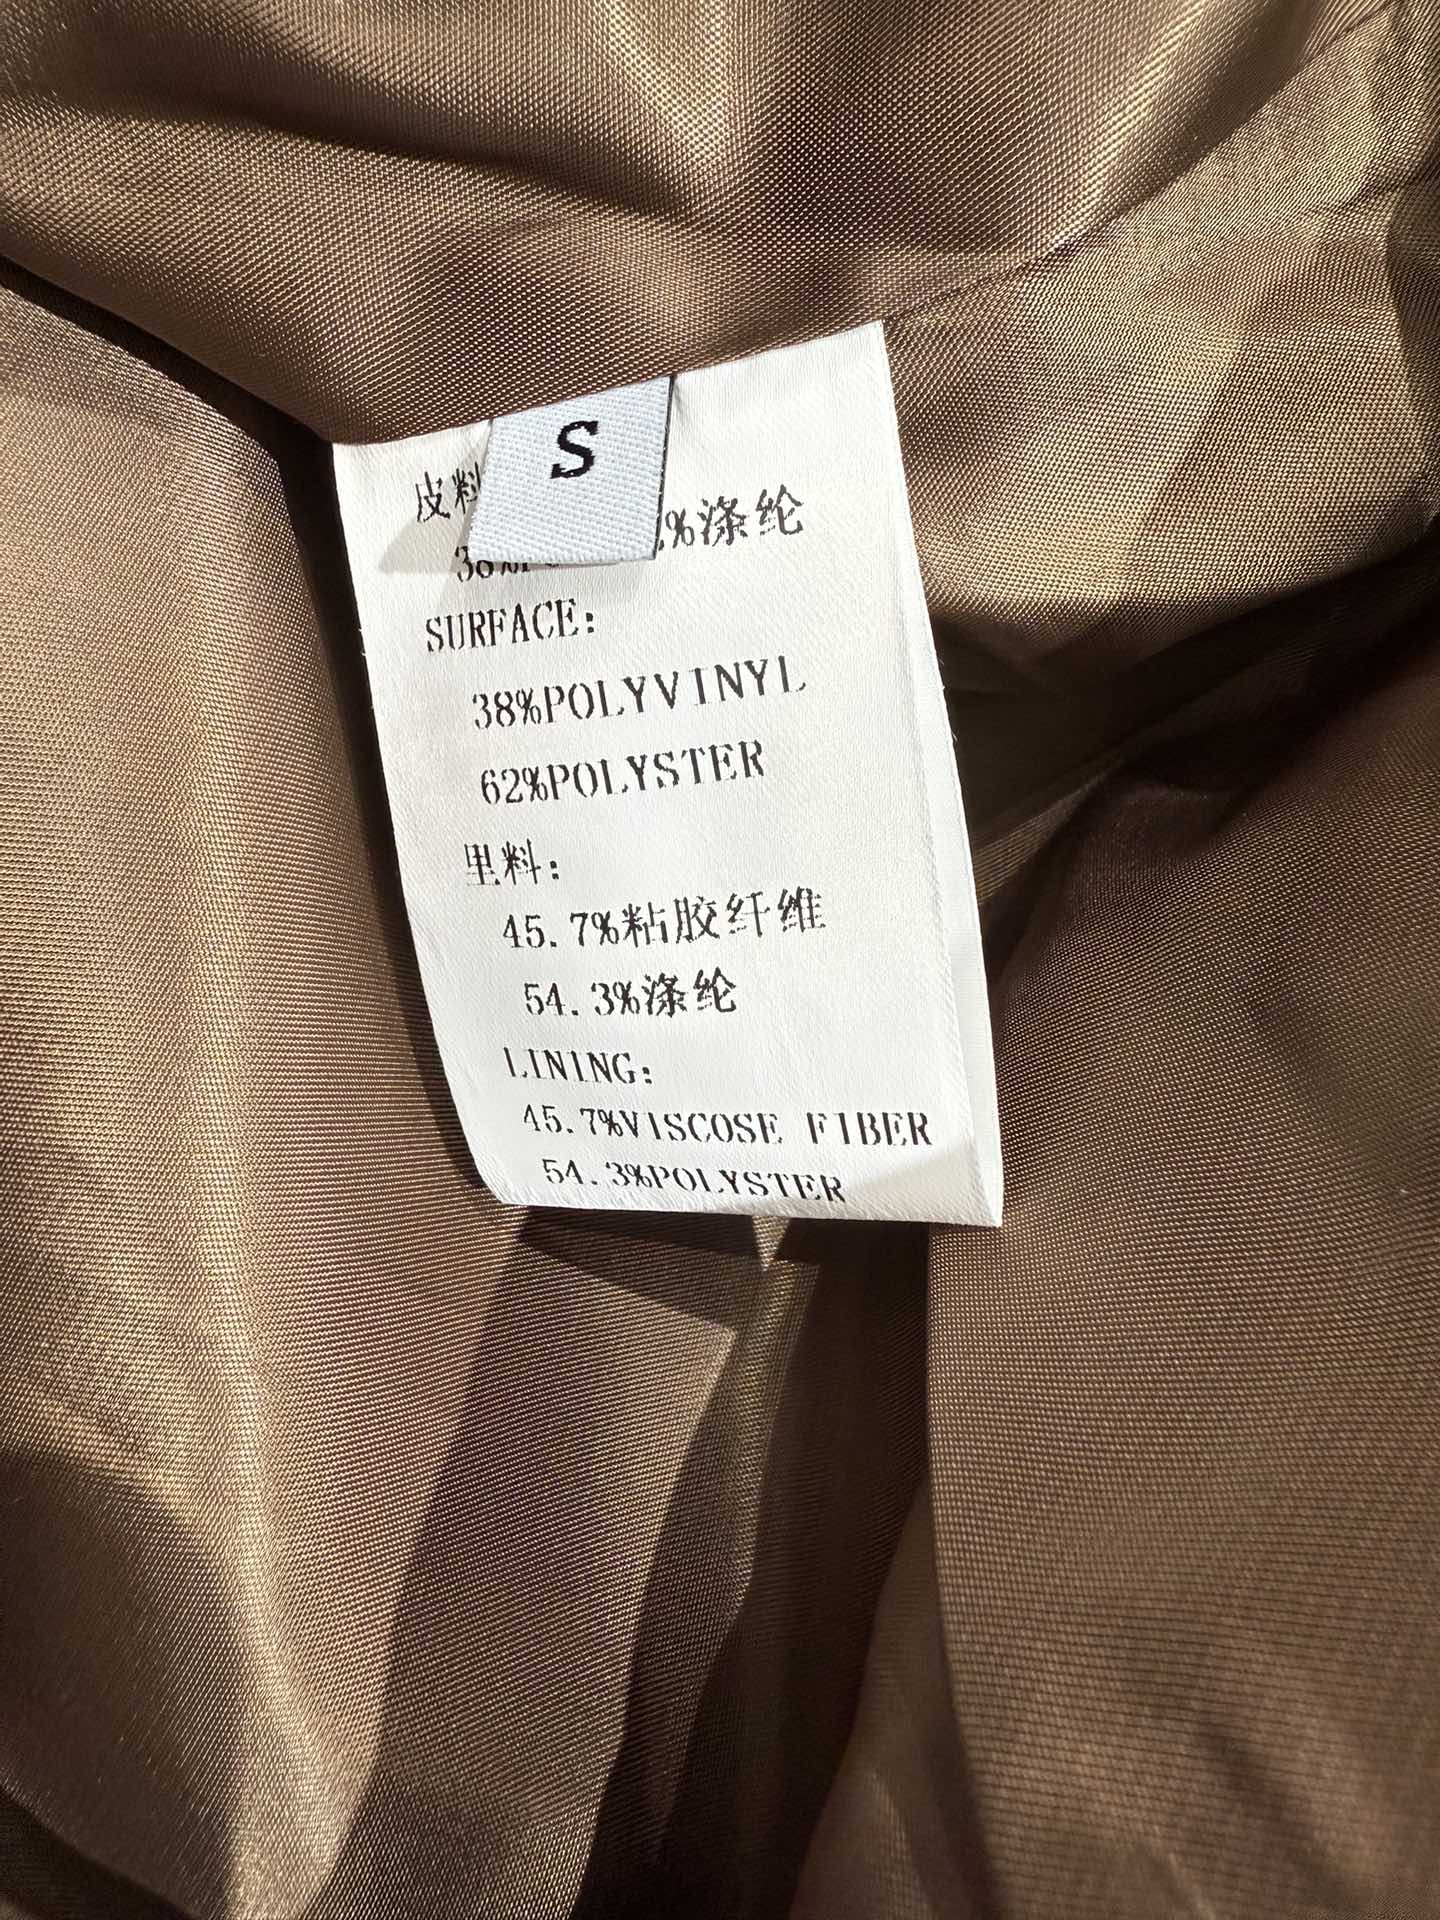 S
皮料
%涤纶
38%P
SURFACE:
38%POLYVINYL
62%POLYSTER
里料:
45.7%粘胶纤维
54.3%涤纶
LINING:
45.7%VISCOSE FIBER
54.3%POLYSTER